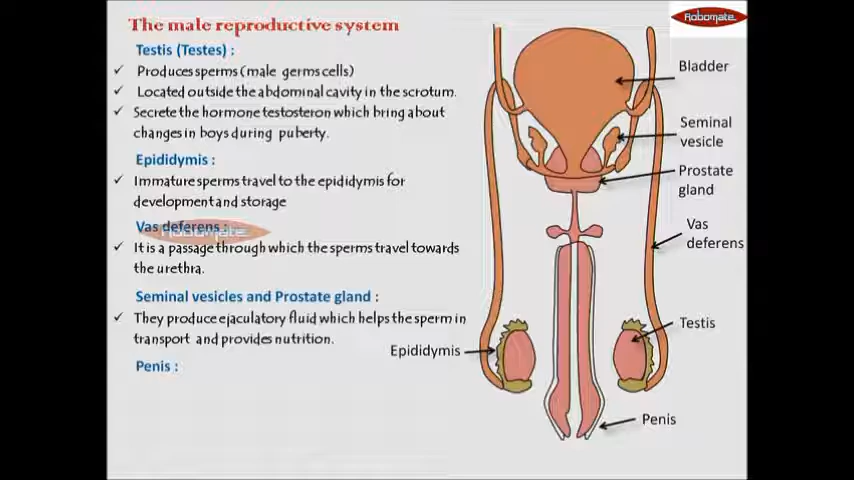 The male reproductive system
Robomate
Testis (Testes) :
✓ Produces sperms (male germs cells)
✓ Located outside the abdominal cavity in the scrotum.
✓ Secrete the hormone testosteron which bring about
changes in boys during puberty.
Epididymis :
✓ Immature sperms travel to the epididymis for
development and storage
Vas deferens :
Robomate
✓ It is a passage through which the sperms travel towards
the urethra.
Seminal vesicles and Prostate gland :
✓ They produce ejaculatory fluid which helps the sperm in
transport and provides nutrition.
Penis :
Bladder
Seminal
vesicle
Prostate
gland
Vas
deferens
Testis
Epididymis
Penis